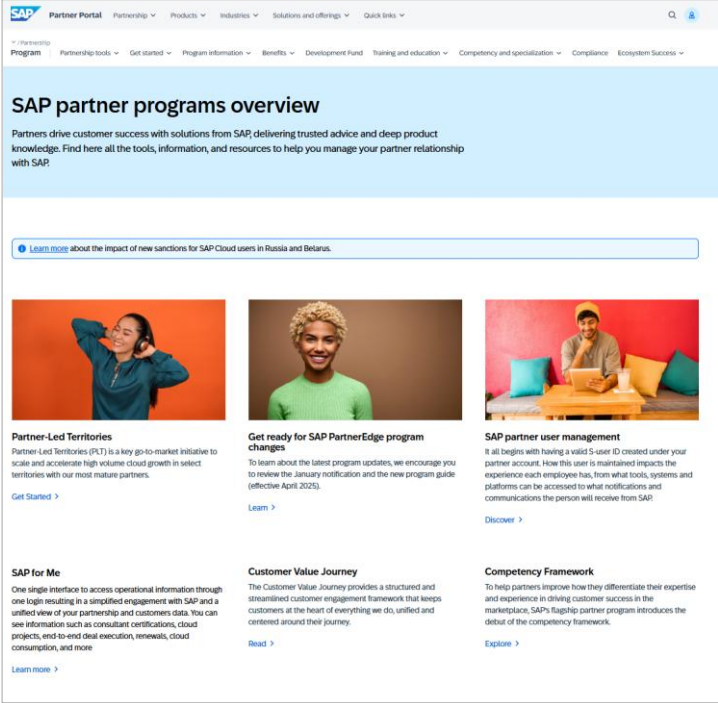 SAP Partner Portal Partnership Products Industries Solutions and offerings Quick links
/ Partnership
Program Partnership tools Get started Program information Benefits Development Fund Training and education Competency and specialization Compliance Ecosystem Success
SAP partner programs overview
Partners drive customer success with solutions from SAP, delivering trusted advice and deep product
knowledge. Find here all the tools, information, and resources to help you manage your partner relationship
with SAP.
Learn more about the impact of new sanctions for SAP Cloud users in Russia and Belarus.
Partner-Led Territories
Partner-Led Territories (PLT) is a key go-to-market initiative to
scale and accelerate high volume cloud growth in select
territories with our most mature partners.
Get Started >
Get ready for SAP PartnerEdge program
changes
To learn about the latest program updates, we encourage you
to review the January notification and the new program guide
(effective April 2025).
Learn >
SAP partner user management
It all begins with having a valid S-user ID created under your
partner account. How this user is maintained impacts the
experience each employee has, from what tools, systems and
platforms can be accessed to what notifications and
communications the person will receive from SAP.
Discover >
SAP for Me
One single interface to access operational information through
one login resulting in a simplified engagement with SAP and a
unified view of your partnership and customers data. You can
see information such as consultant certifications, cloud
projects, end-to-end deal execution, renewals, cloud
consumption, and more
Learn more >
Customer Value Journey
The Customer Value Journey provides a structured and
streamlined customer engagement framework that keeps
customers at the heart of everything we do, unified and
centered around their journey.
Read >
Competency Framework
To help partners improve how they differentiate their expertise
and experience in driving customer success in the
marketplace, SAP's flagship partner program introduces the
debut of the competency framework.
Explore >